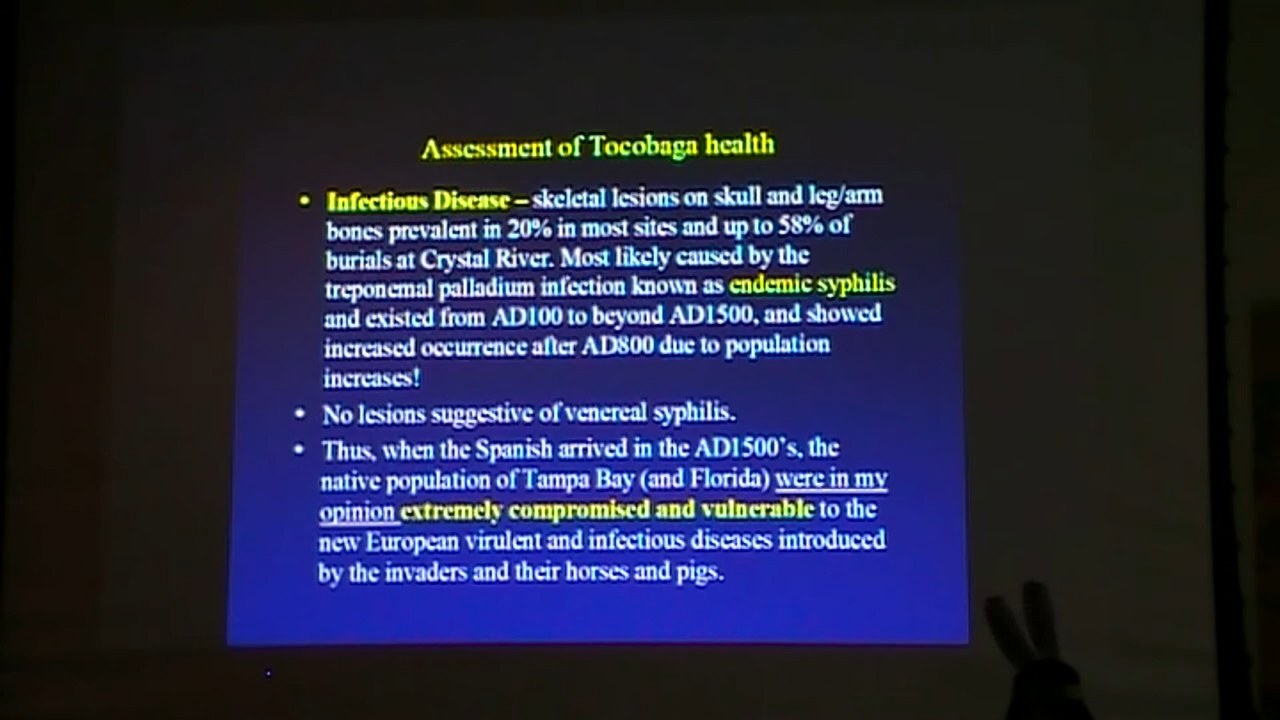 Assessment of Tocobaga health
• Infectious Disease – skeletal lesions on skull and leg/arm
bones prevalent in 20% in most sites and up to 58% of
burials at Crystal River. Most likely caused by the
treponemal palladium infection known as endemic syphilis
and existed from AD100 to beyond AD1500, and showed
increased occurrence after AD800 due to population
increases!
• No lesions suggestive of venereal syphilis.
• Thus, when the Spanish arrived in the AD1500's, the
native population of Tampa Bay (and Florida) were in my
opinion extremely compromised and vulnerable to the
new European virulent and infectious diseases introduced
by the invaders and their horses and pigs.